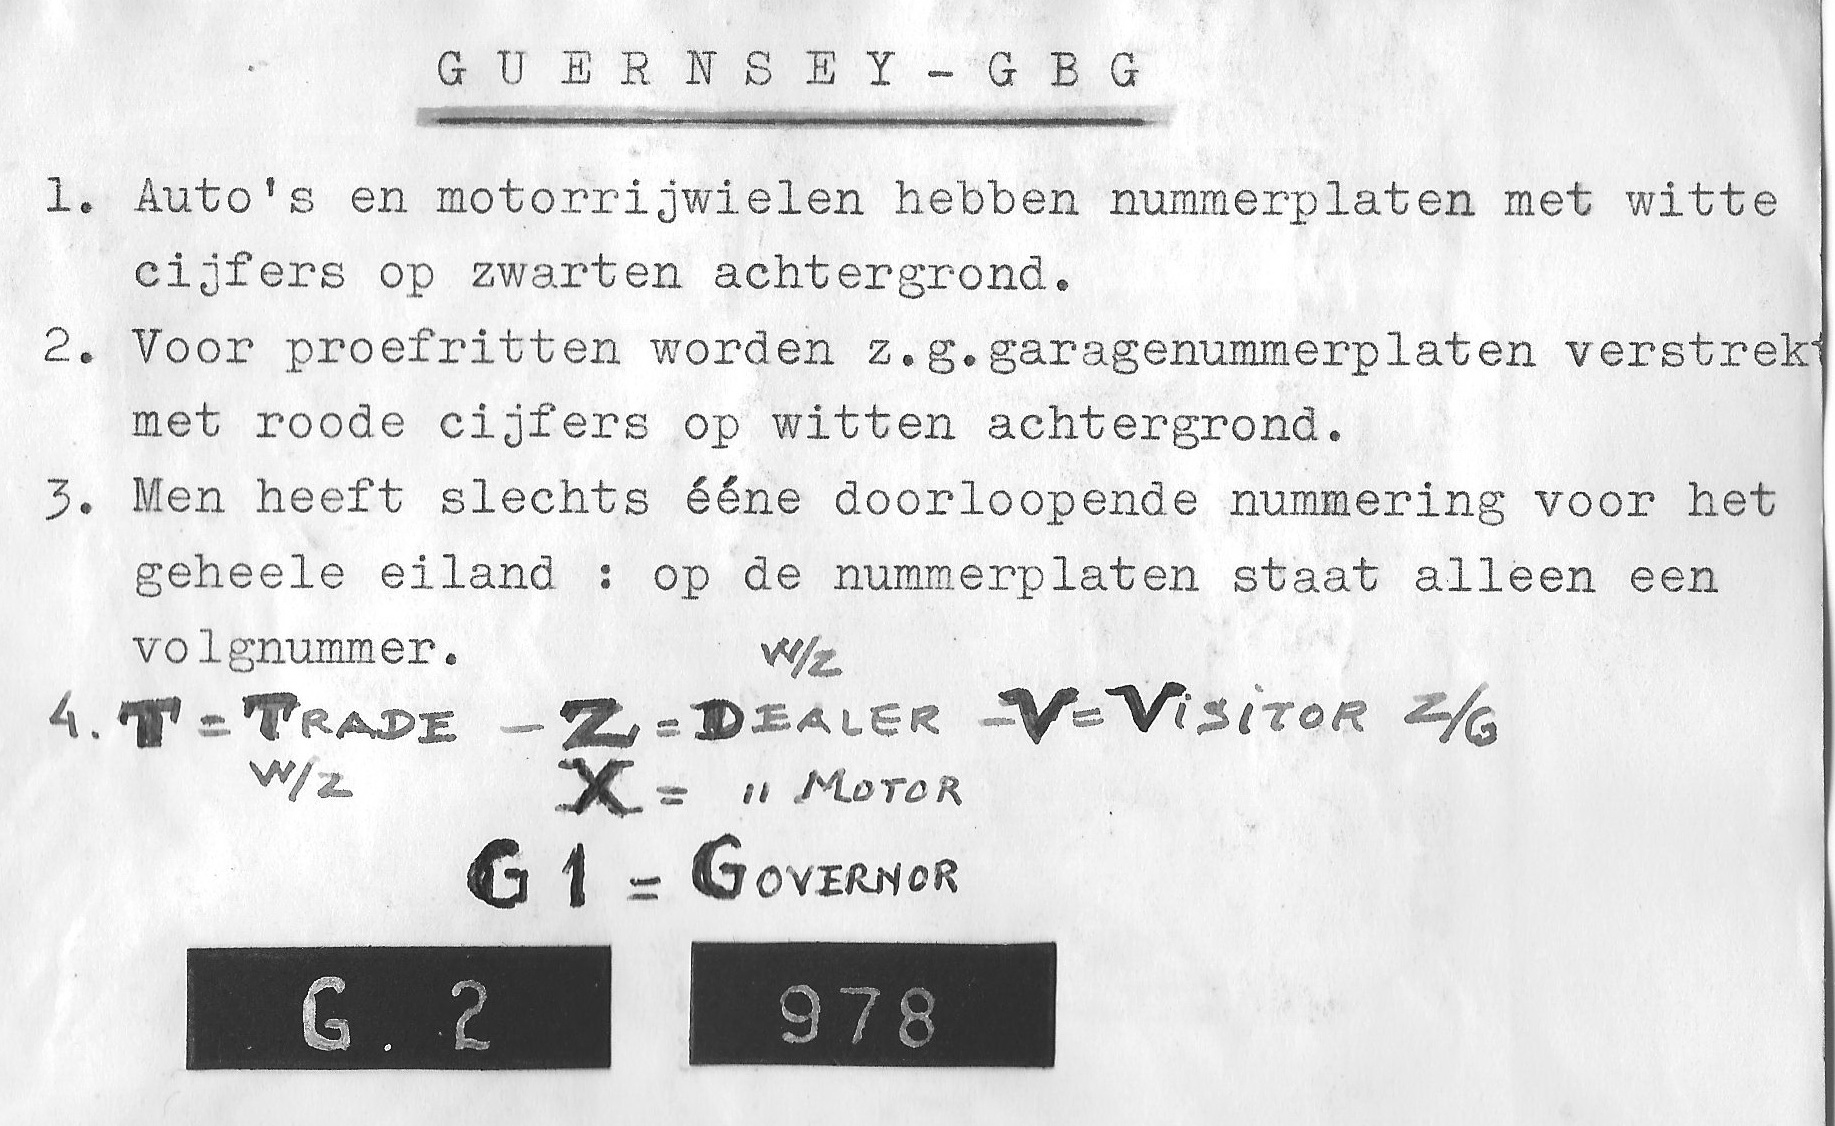 GUERNSEY - GBG
1. Auto's en motorrijwielen hebben nummerplaten met witte
cijfers op zwarten achtergrond.
2. Voor proefritten worden z.g.garagenummerplaten verstrekt
met roode cijfers op witten achtergrond.
3. Men heeft slechts ééne doorloopende nummering voor het
geheele eiland : op de nummerplaten staat alleen een
volgnummer.
W/Z
4. T = TRADE - Z = DEALER - V = VISITOR Z/G
W/Z X = " MOTOR
G 1 = GOVERNOR
G. 2 978